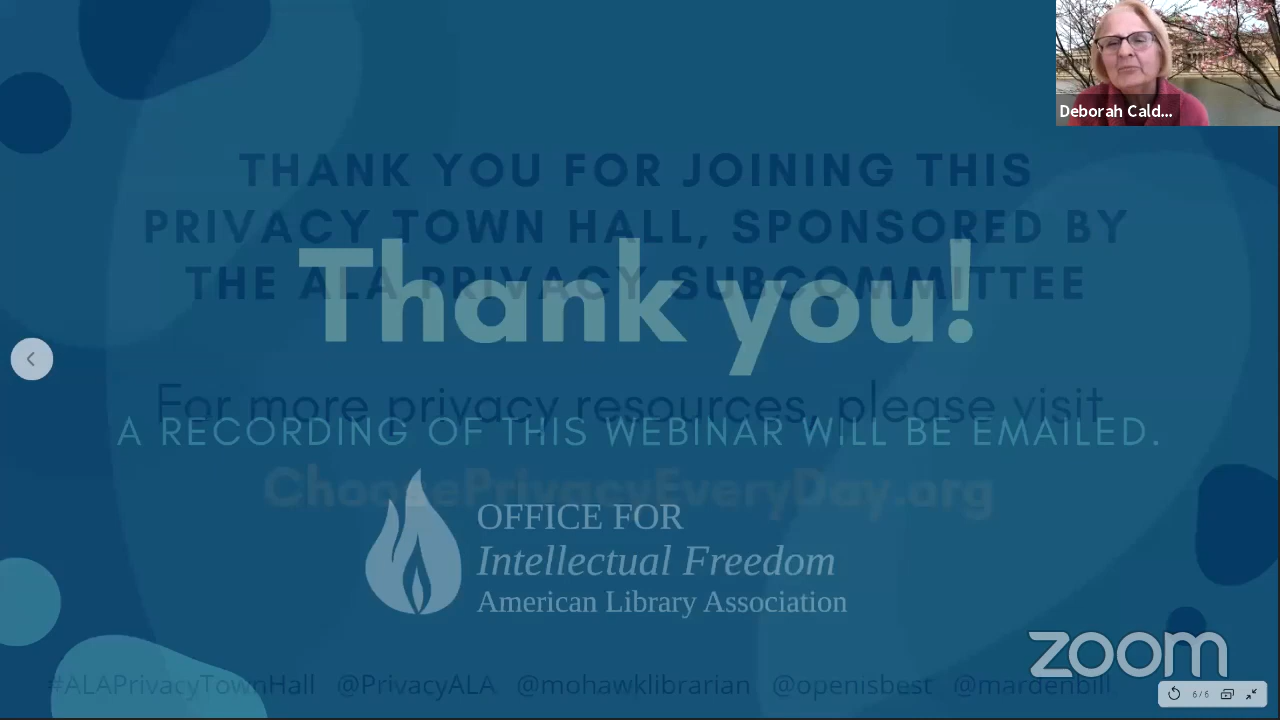 Deborah Cald...
THANK YOU FOR JOINING THIS
PRIVACY TOWN HALL, SPONSORED BY
THE ALA PRIVACY SUBCOMMITTEE
Thank you!
For more privacy resources, please visit
A RECORDING OF THIS WEBINAR WILL BE EMAILED.
ChoosePrivacyEveryDay.org
OFFICE FOR
Intellectual Freedom
American Library Association
zoom
#ALAPrivacyTownHall @PrivacyALA @mohawklibrarian @openisbest @mardenbill
6/6